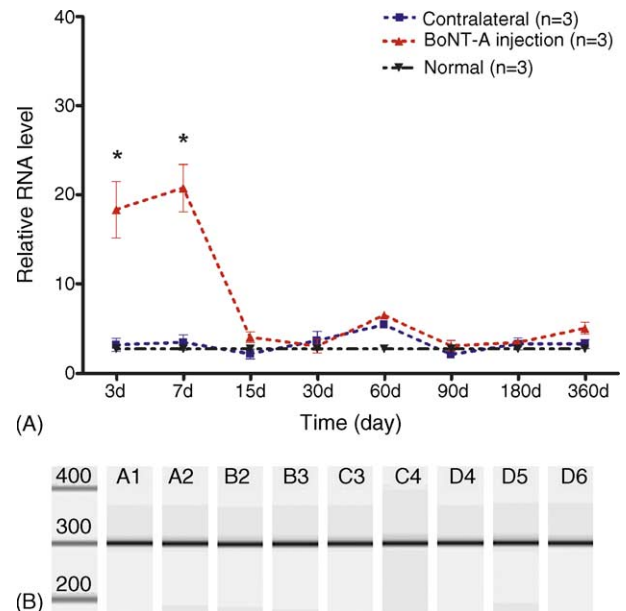 (A)
Relative RNA level
40
30
20
10
0
* *
Contralateral (n=3)
BoNT-A injection (n=3)
Normal (n=3)
3d 7d 15d 30d 60d 90d 180d 360d
Time (day)
(B)
400
300
200
A1 A2 B2 B3 C3 C4 D4 D5 D6